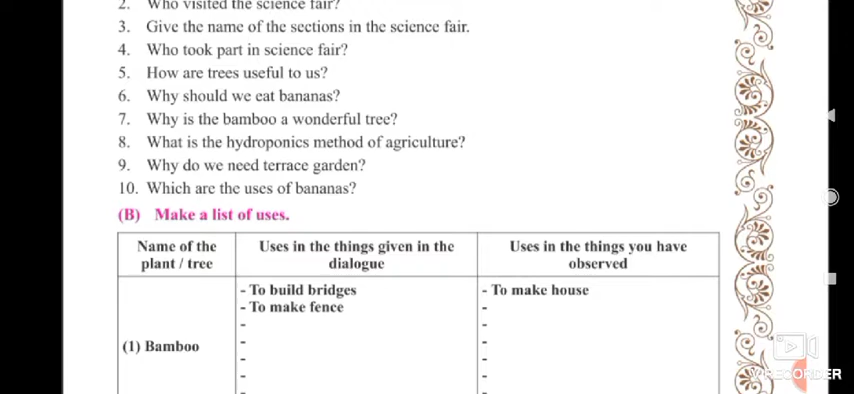 2. Who visited the science fair?
3. Give the name of the sections in the science fair.
4. Who took part in science fair?
5. How are trees useful to us?
6. Why should we eat bananas?
7. Why is the bamboo a wonderful tree?
8. What is the hydroponics method of agriculture?
9. Why do we need terrace garden?
10. Which are the uses of bananas?
(B) Make a list of uses.
Name of the plant / tree
Uses in the things given in the dialogue
Uses in the things you have observed
(1) Bamboo
- To build bridges
- To make fence
-
-
-
-
-
- To make house
-
-
-
-
-
-
RECORDER